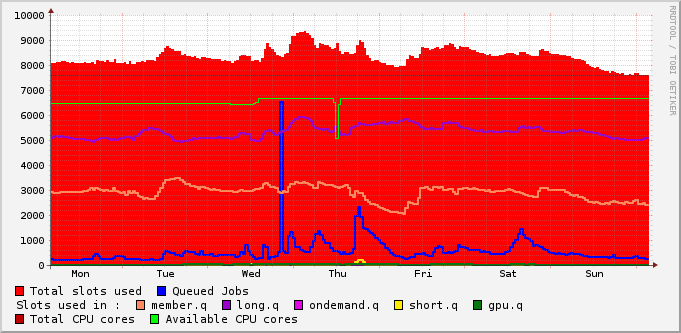 10000
9000
8000
7000
6000
5000
4000
3000
2000
1000
0
Mon Tue Wed Thu Fri Sat Sun
Total slots used Queued Jobs
Slots used in : member.q long.q ondemand.q short.q gpu.q
Total CPU cores Available CPU cores
RRDTOOL / TOBI OETIKER